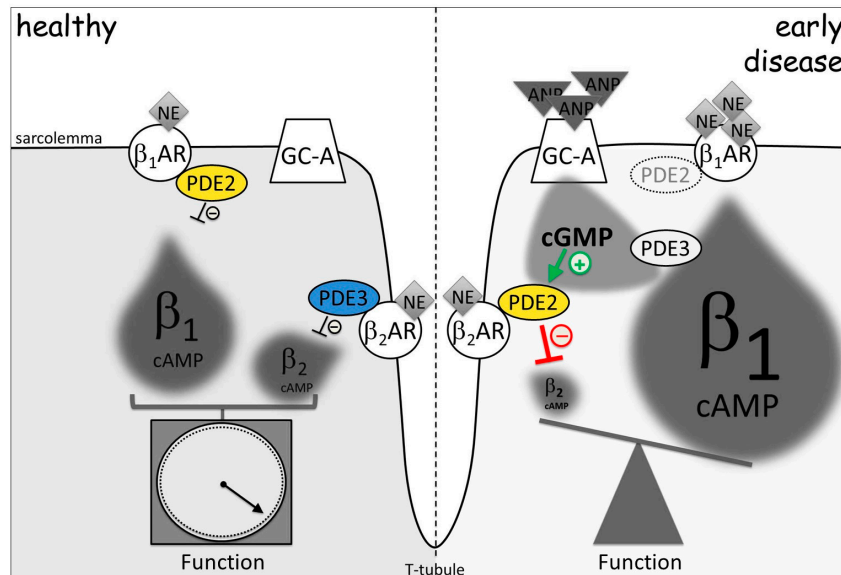 healthy
early
disease
sarcolemma
NE
β₁AR
PDE2
⊖
GC-A
β₁
cAMP
PDE3
⊖
NE
β₂AR
β₂
cAMP
Function
T-tubule
ANP
ANP
ANP
GC-A
NE
NE
NE
β₁AR
PDE2
cGMP
+
PDE3
NE
β₂AR
PDE2
⊖
β₂
cAMP
β₁
cAMP
Function